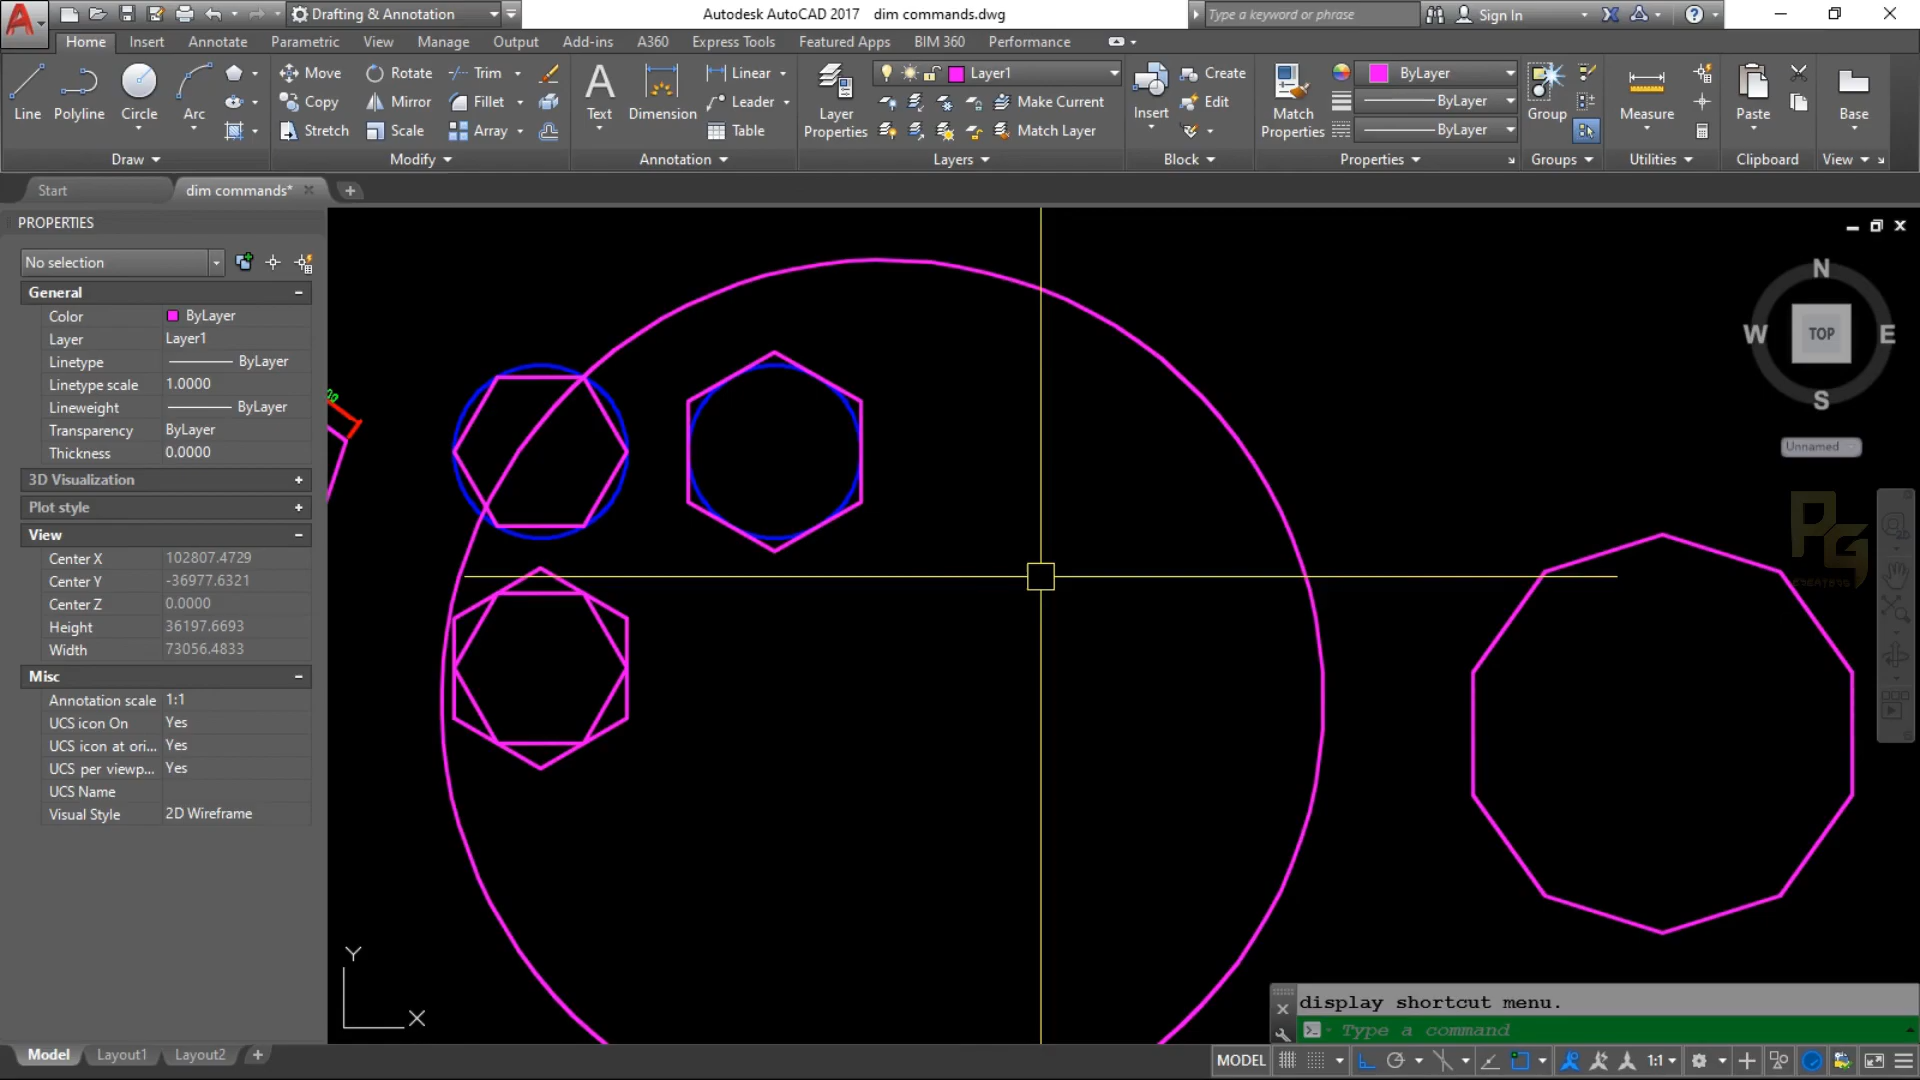 Drafting & Annotation
Autodesk AutoCAD 2017 dim commands.dwg
Type a keyword or phrase
Sign In
Home Insert Annotate Parametric View Manage Output Add-ins A360 Express Tools Featured Apps BIM 360 Performance
Line Polyline Circle Arc
Move Rotate Trim
Copy Mirror Fillet
Stretch Scale Array
Text Dimension
Linear
Leader
Table
Layer Properties
Layer1
Make Current
Match Layer
Insert
Create
Edit
Match Properties
ByLayer
ByLayer
ByLayer
Group
Measure
Paste
Base
Draw Modify Annotation Layers Block Properties Groups Utilities Clipboard View
Start dim commands*
PROPERTIES
No selection
General
Color ByLayer
Layer Layer1
Linetype ByLayer
Linetype scale 1.0000
Lineweight ByLayer
Transparency ByLayer
Thickness 0.0000
3D Visualization
Plot style
View
Center X 102807.4729
Center Y -36977.6321
Center Z 0.0000
Height 36197.6693
Width 73056.4833
Misc
Annotation scale 1:1
UCS icon On Yes
UCS icon at ori... Yes
UCS per viewp... Yes
UCS Name
Visual Style 2D Wireframe
N
W TOP E
S
Unnamed
PG
Y
X
display shortcut menu.
Type a command
Model Layout1 Layout2
MODEL 1:1